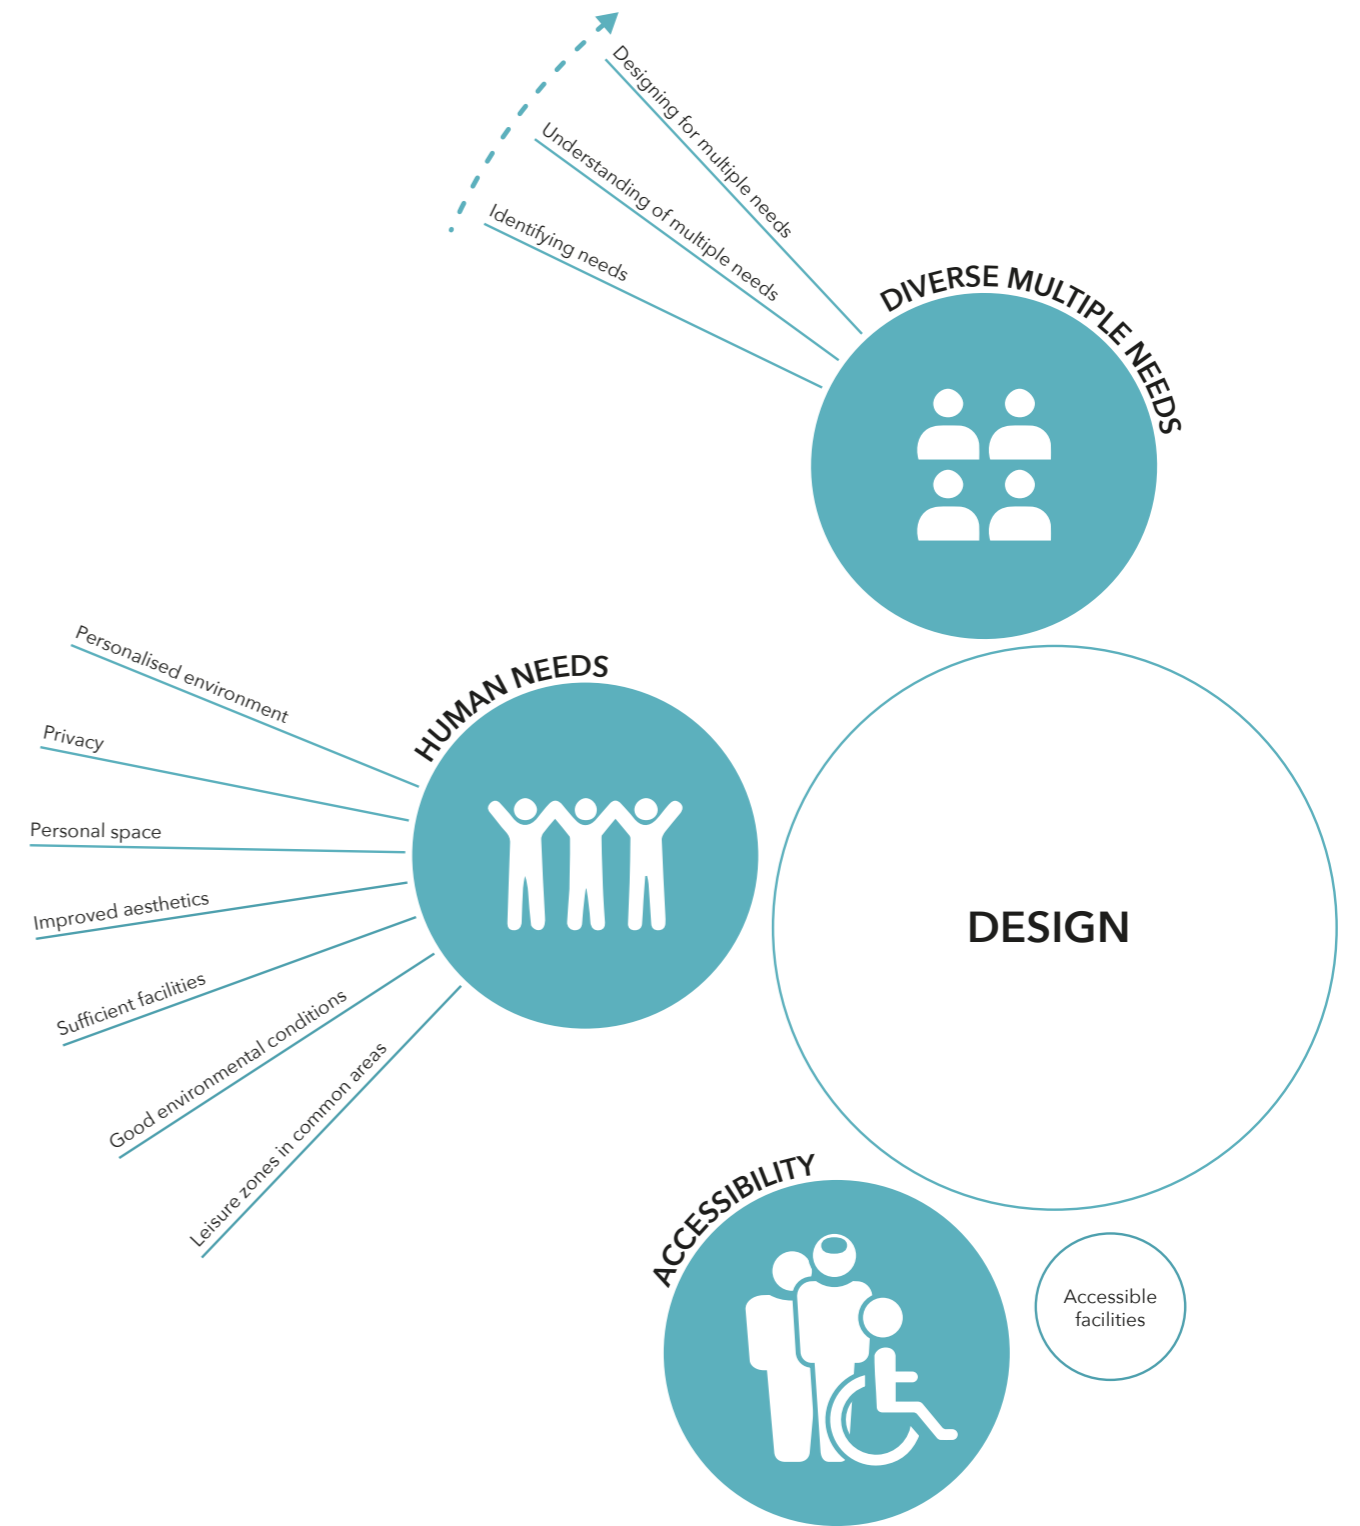 Designing for multiple needs
Understanding of multiple needs
Identifying needs
DIVERSE MULTIPLE NEEDS
HUMAN NEEDS
Personalised environment
Privacy
Personal space
Improved aesthetics
Sufficient facilities
Good environmental conditions
Leisure zones in common areas
DESIGN
ACCESSIBILITY
Accessible
facilities